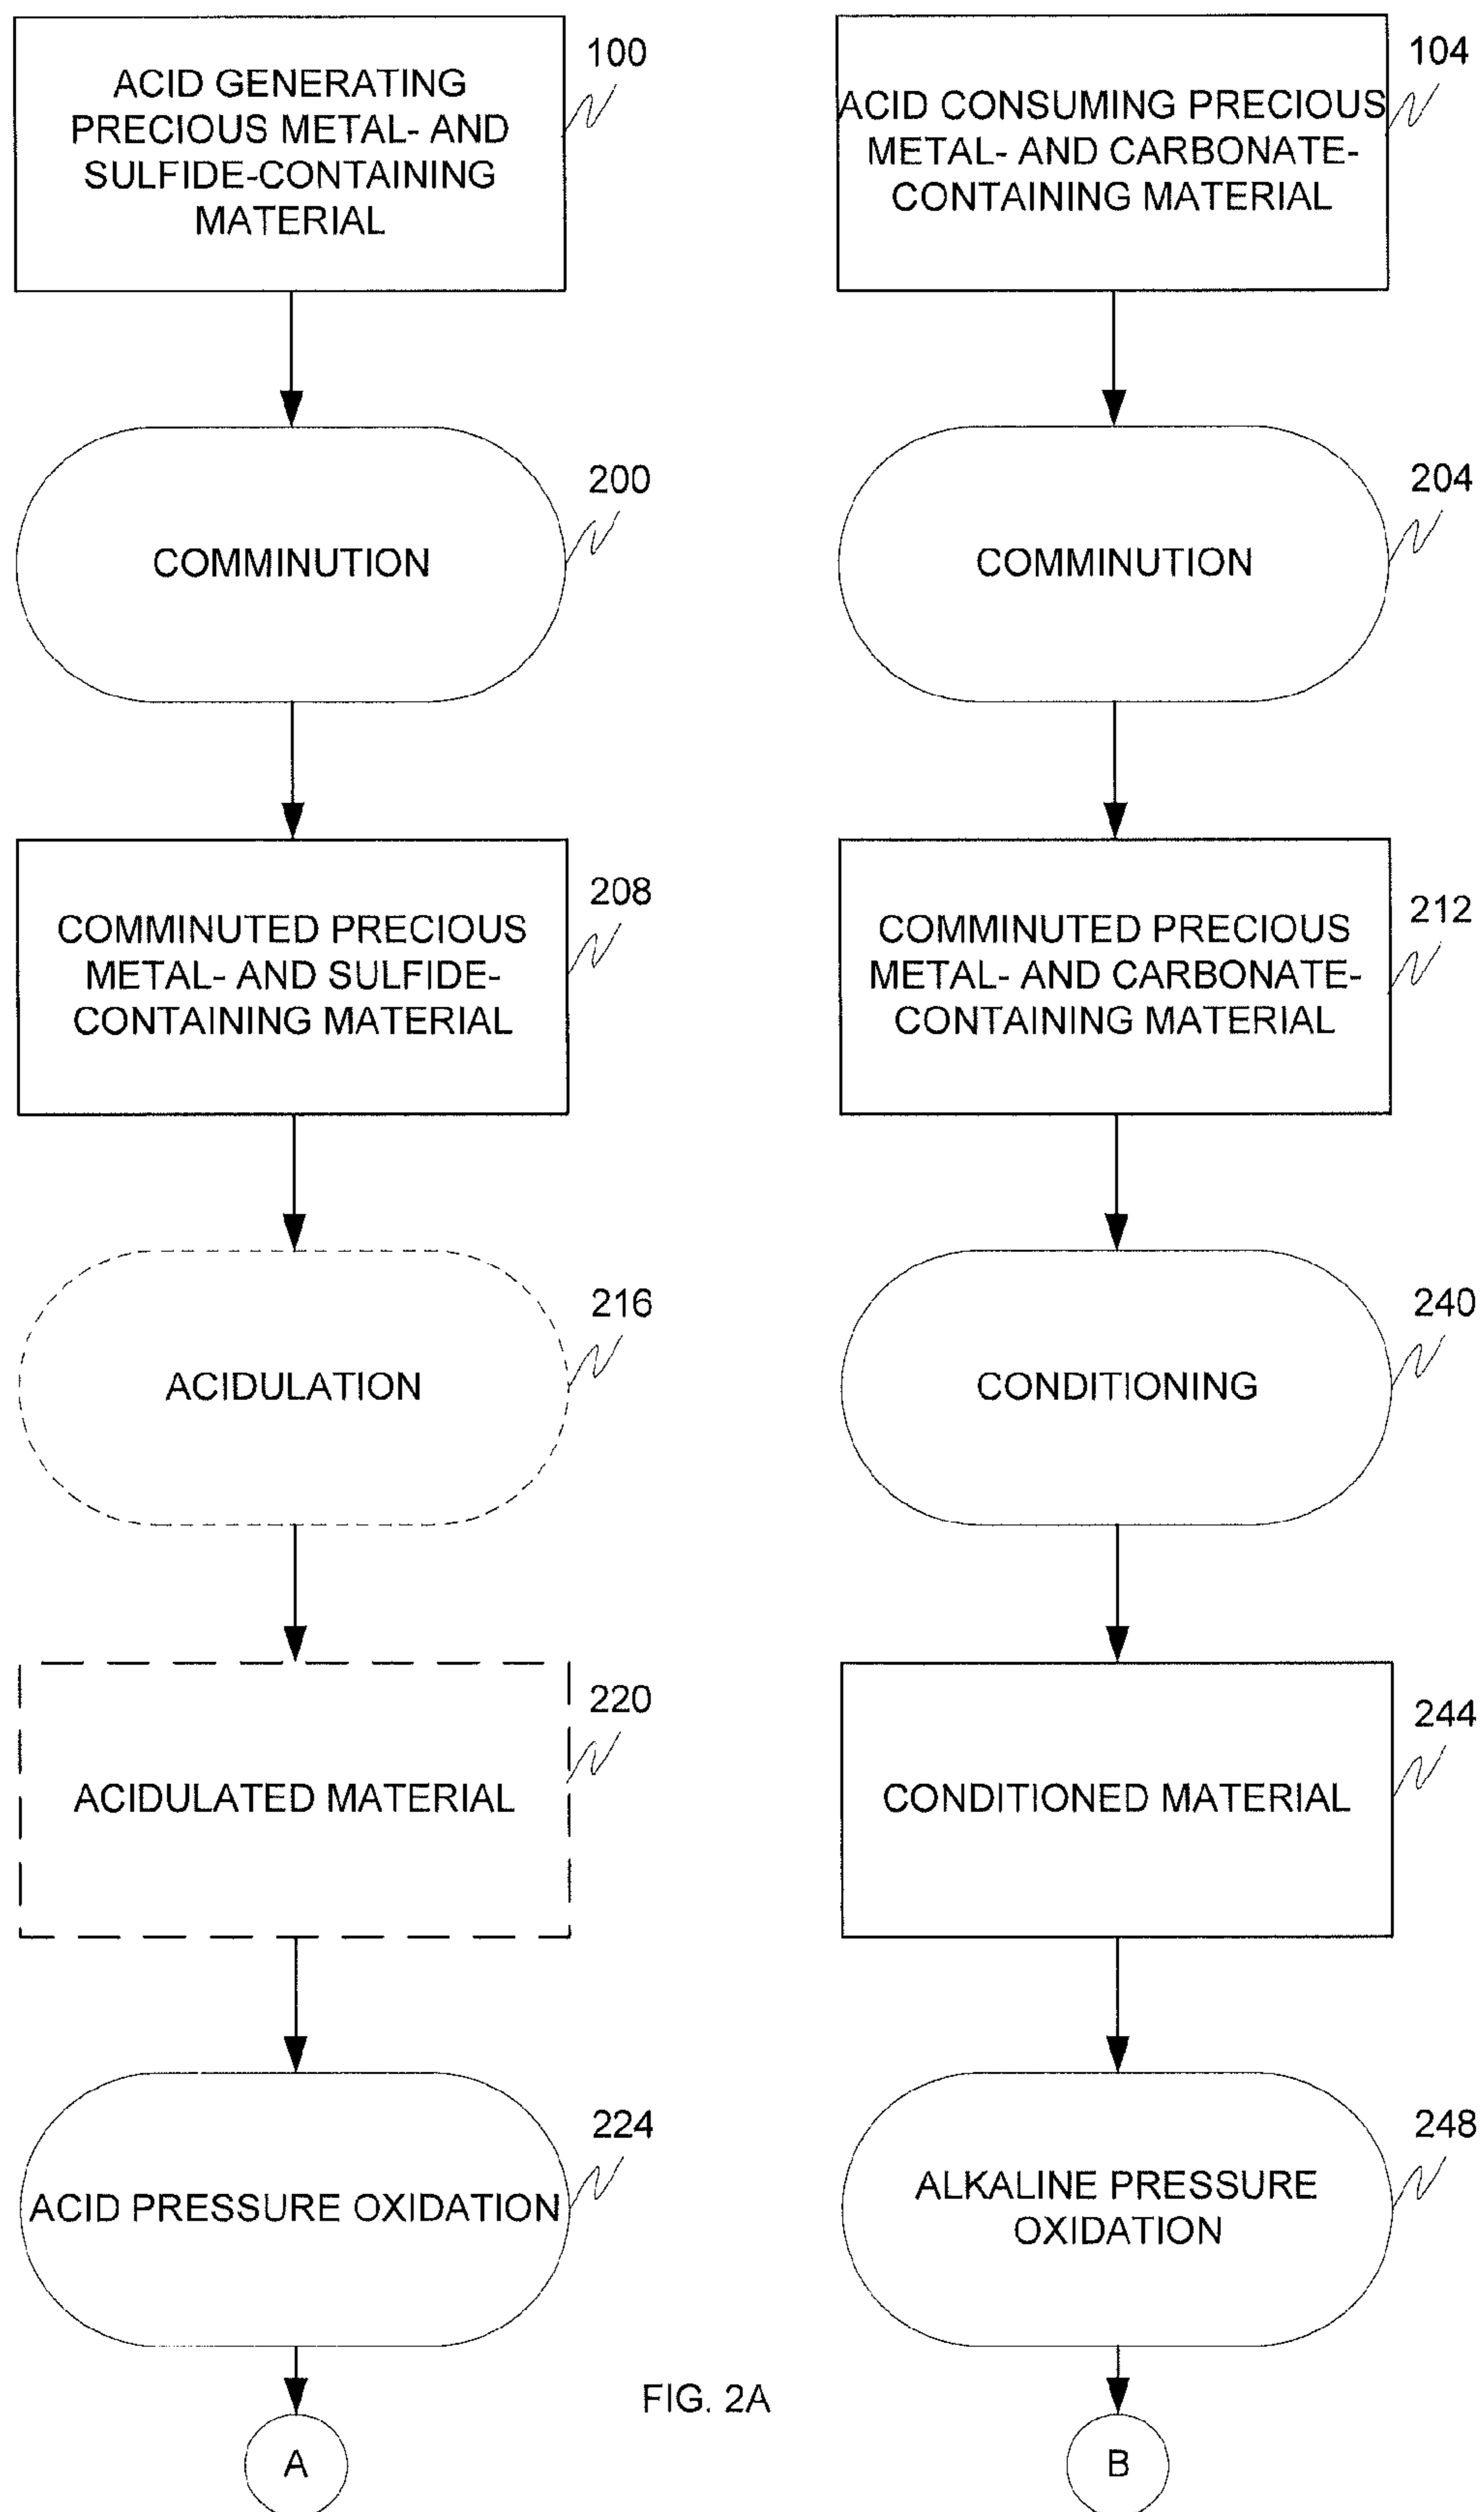 100
ACID GENERATING
PRECIOUS METAL- AND
SULFIDE-CONTAINING
MATERIAL
200
COMMINUTION
208
COMMINUTED PRECIOUS
METAL- AND SULFIDE-
CONTAINING MATERIAL
216
ACIDULATION
220
ACIDULATED MATERIAL
224
ACID PRESSURE OXIDATION
A
104
ACID CONSUMING PRECIOUS
METAL- AND CARBONATE-
CONTAINING MATERIAL
204
COMMINUTION
212
COMMINUTED PRECIOUS
METAL- AND CARBONATE-
CONTAINING MATERIAL
240
CONDITIONING
244
CONDITIONED MATERIAL
248
ALKALINE PRESSURE
OXIDATION
B
FIG. 2A